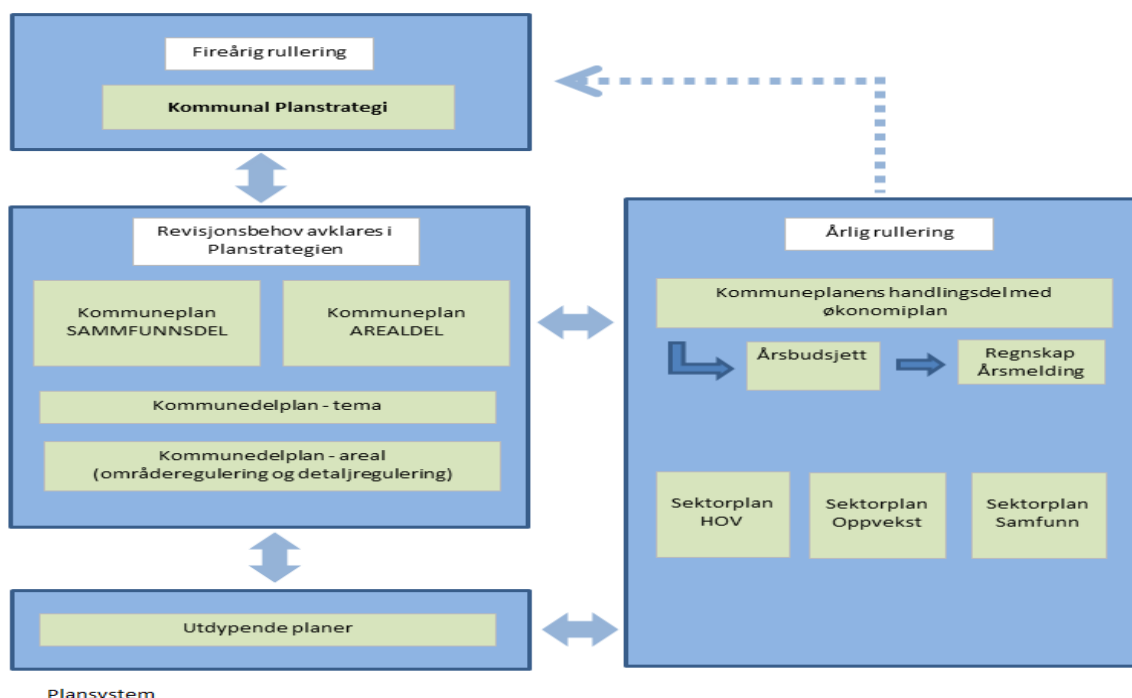 Fireårig rullering
Kommunal Planstrategi
Revisjonsbehov avklares i
Planstrategien
Kommuneplan
SAMMFUNNSDEL
Kommuneplan
AREALDEL
Kommunedelplan - tema
Kommunedelplan - areal
(områderegulering og detaljregulering)
Utdypende planer
Årlig rullering
Kommuneplanens handlingsdel med
økonomiplan
Årsbudsjett
Regnskap
Årsmelding
Sektorplan
HOV
Sektorplan
Oppvekst
Sektorplan
Samfunn
Plansystem